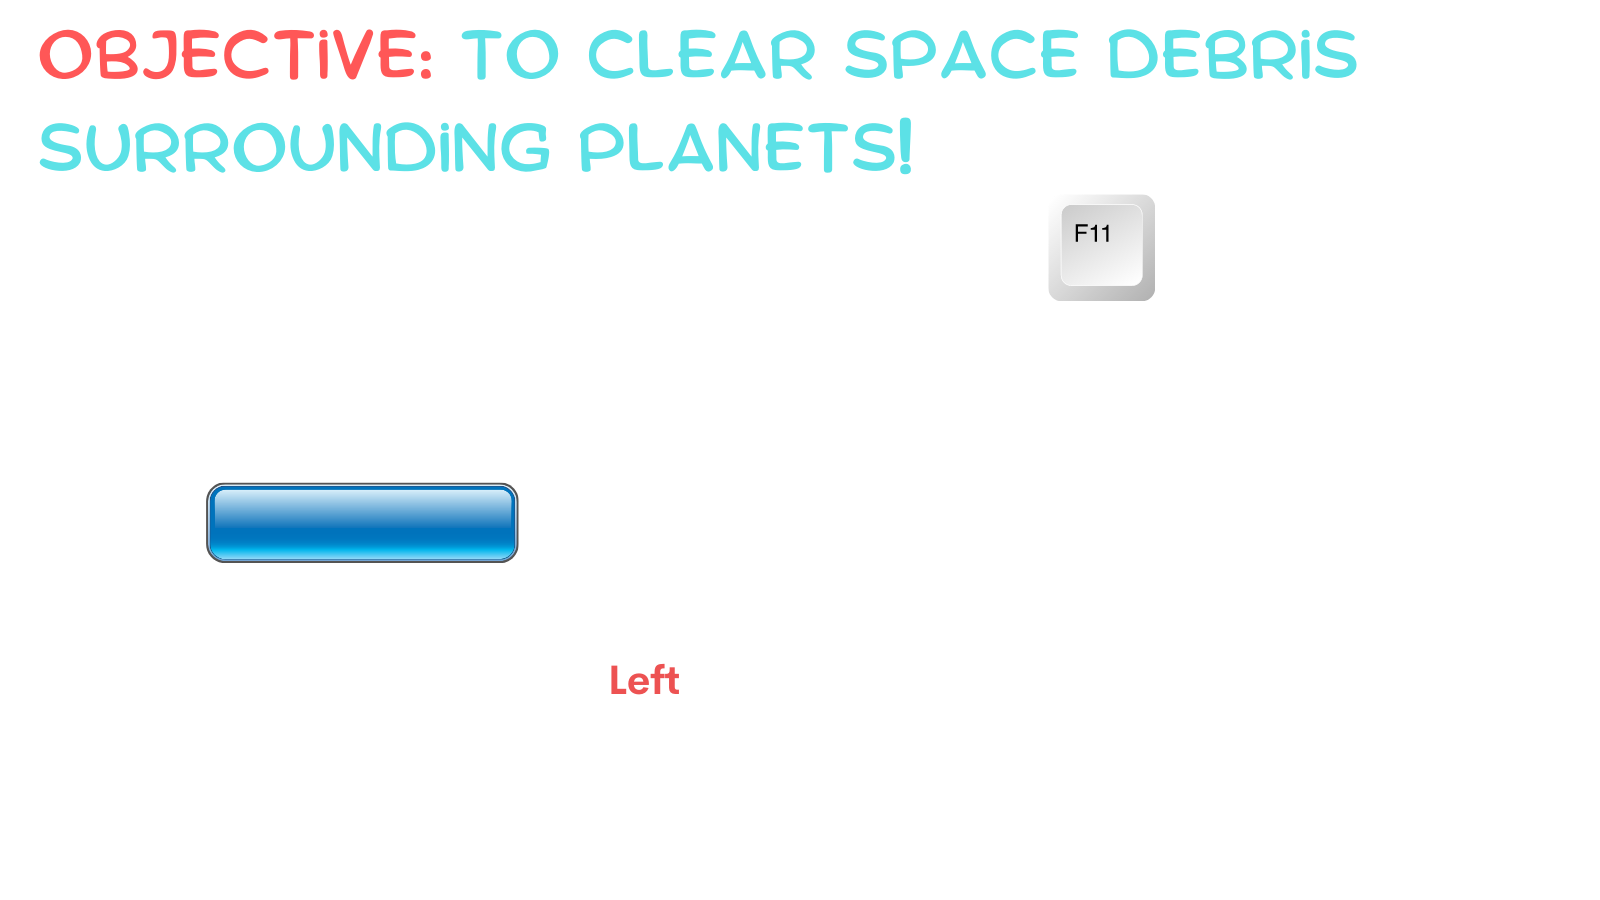 OBJECTIVE: TO CLEAR SPACE DEBRIS
SURROUNDING PLANETS!
F11
Left